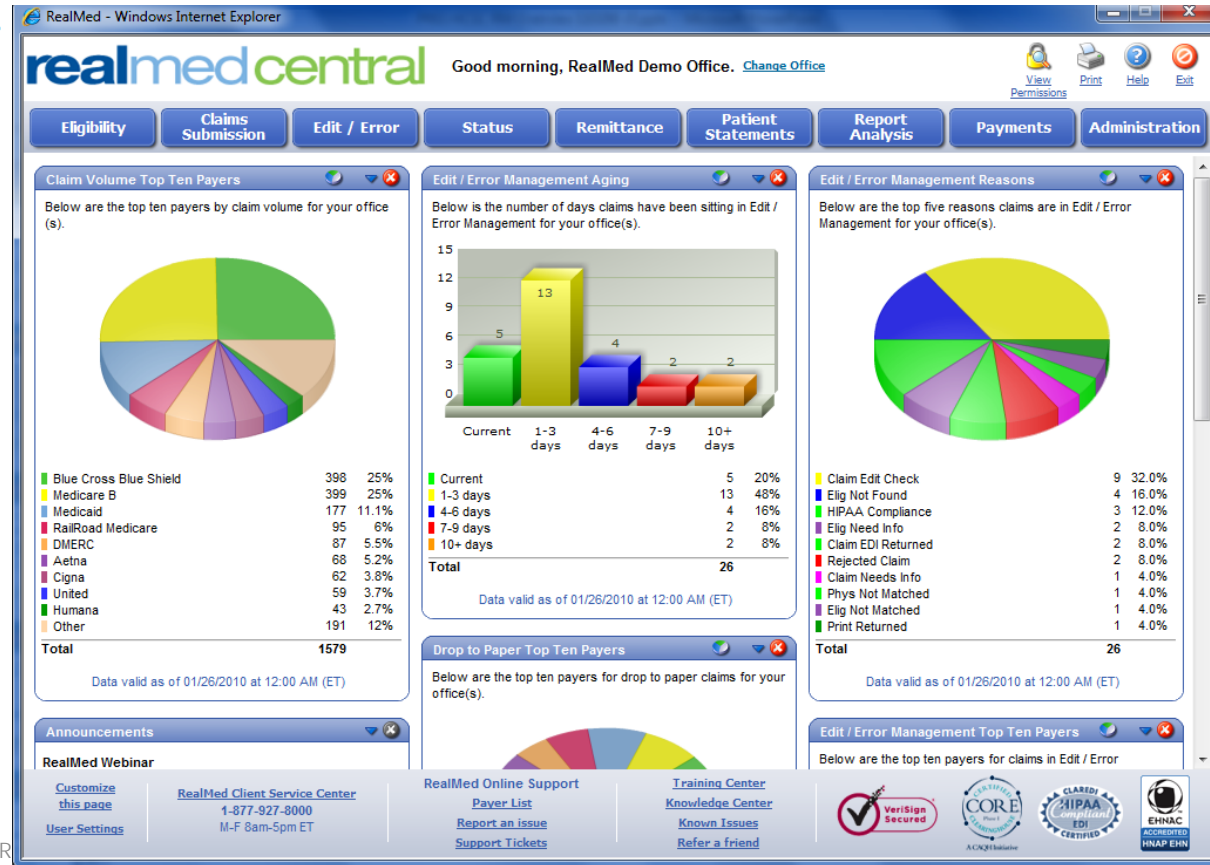 RealMed - Windows Internet Explorer
realmed central
Good morning, RealMed Demo Office. Change Office
View Permissions
Print
Help
Exit
Eligibility
Claims Submission
Edit / Error
Status
Remittance
Patient Statements
Report Analysis
Payments
Administration
Claim Volume Top Ten Payers
Below are the top ten payers by claim volume for your office
(s).
Blue Cross Blue Shield 398 25%
Medicare B 399 25%
Medicaid 177 11.1%
RailRoad Medicare 95 6%
DMERC 87 5.5%
Aetna 68 5.2%
Cigna 62 3.8%
United 59 3.7%
Humana 43 2.7%
Other 191 12%
Total 1579
Data valid as of 01/26/2010 at 12:00 AM (ET)
Announcements
RealMed Webinar
Edit / Error Management Aging
Below is the number of days claims have been sitting in Edit /
Error Management for your office(s).
15
12
9
6
3
0
5
13
4
2
2
Current
1-3 days
4-6 days
7-9 days
10+ days
Current 5 20%
1-3 days 13 48%
4-6 days 4 16%
7-9 days 2 8%
10+ days 2 8%
Total 26
Data valid as of 01/26/2010 at 12:00 AM (ET)
Drop to Paper Top Ten Payers
Below are the top ten payers for drop to paper claims for your
office(s).
Edit / Error Management Reasons
Below are the top five reasons claims are in Edit / Error
Management for your office(s).
Claim Edit Check 9 32.0%
Elig Not Found 4 16.0%
HIPAA Compliance 3 12.0%
Elig Need Info 2 8.0%
Claim EDI Returned 2 8.0%
Rejected Claim 2 8.0%
Claim Needs Info 1 4.0%
Phys Not Matched 1 4.0%
Elig Not Matched 1 4.0%
Print Returned 1 4.0%
Total 26
Data valid as of 01/26/2010 at 12:00 AM (ET)
Edit / Error Management Top Ten Payers
Below are the top ten payers for claims in Edit / Error
Customize
this page
User Settings
RealMed Client Service Center
1-877-927-8000
M-F 8am-5pm ET
RealMed Online Support
Payer List
Report an issue
Support Tickets
Training Center
Knowledge Center
Known Issues
Refer a friend
VeriSign
Secured
CERTIFIED
CORE
Phase I
CLEARINGHOUSE
A CAQH Initiative
CLAREDI
HIPAA
Compliant
EDI
CERTIFIED
EHNAC
ACCREDITED
HNAP EHN
R